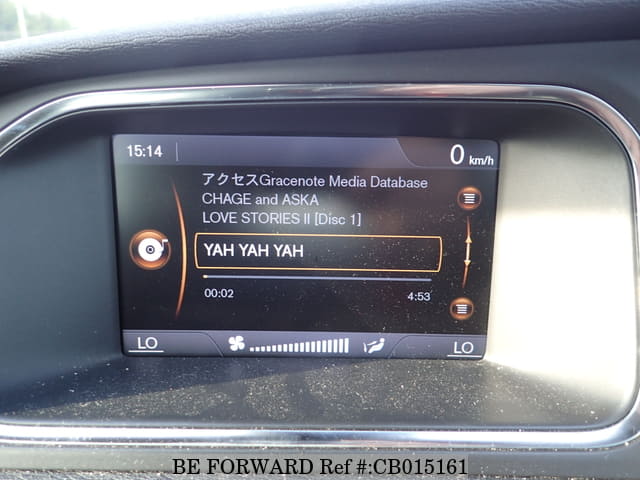 15:14
0 km/h
アクセスGracenote Media Database
CHAGE and ASKA
LOVE STORIES II [Disc 1]
YAH YAH YAH
00:02 4:53
LO LO
BE FORWARD Ref #:CB015161